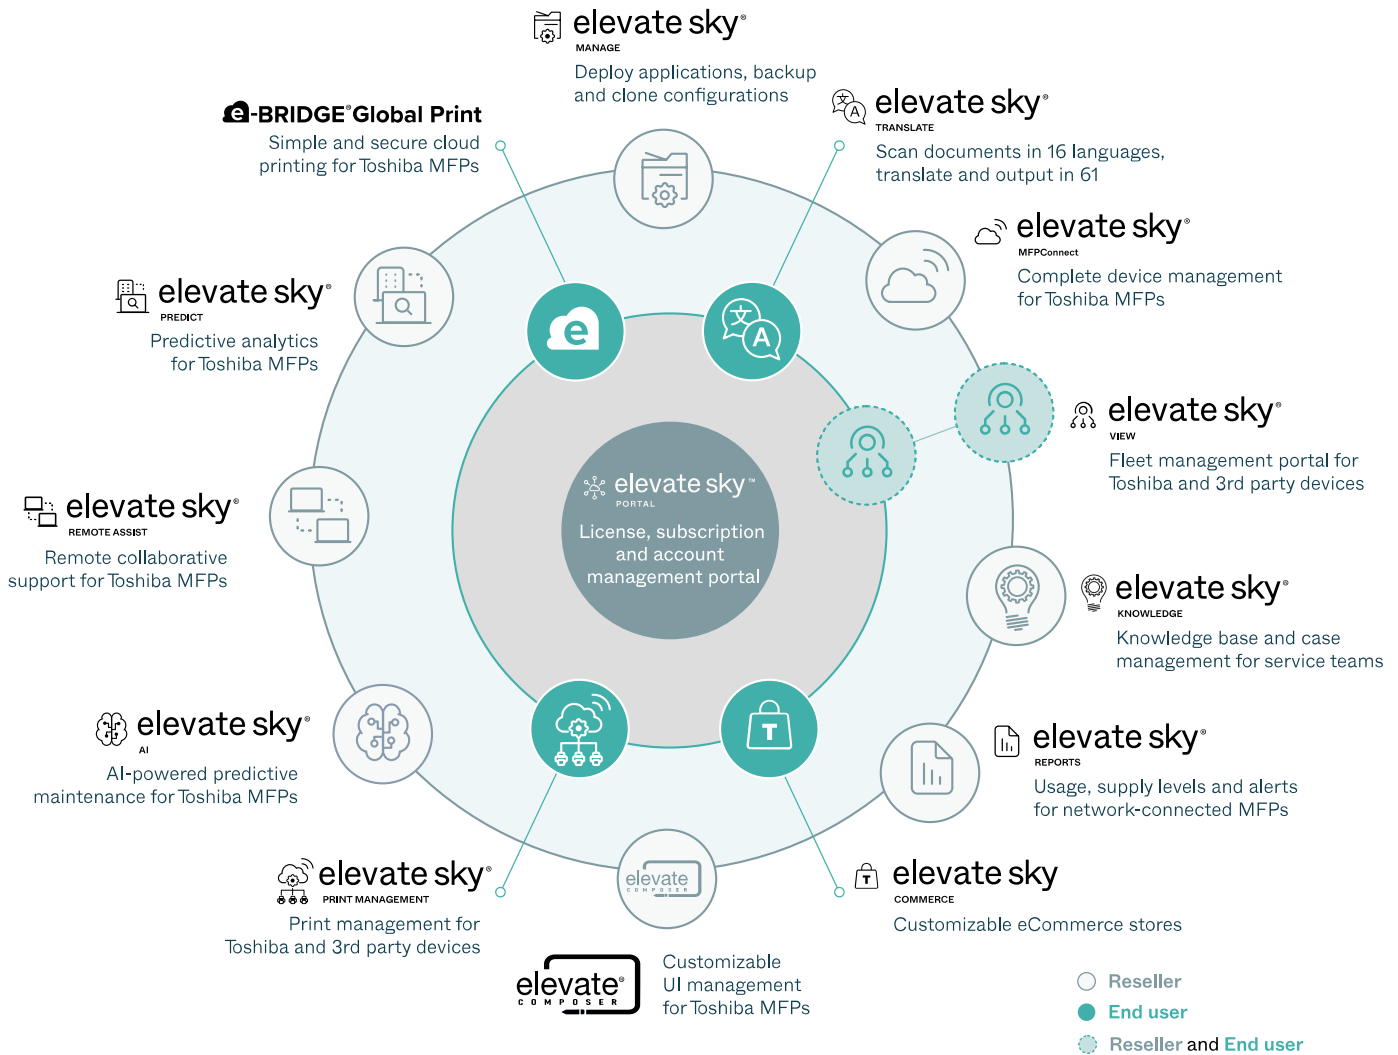 elevate sky®
MANAGE
Deploy applications, backup
and clone configurations
e-BRIDGE® Global Print
Simple and secure cloud
printing for Toshiba MFPs
elevate sky®
TRANSLATE
Scan documents in 16 languages,
translate and output in 61
elevate sky®
MFPConnect
Complete device management
for Toshiba MFPs
elevate sky®
PREDICT
Predictive analytics
for Toshiba MFPs
e
文
A
elevate sky®
VIEW
Fleet management portal for
Toshiba and 3rd party devices
elevate sky™
PORTAL
License, subscription
and account
management portal
elevate sky®
REMOTE ASSIST
Remote collaborative
support for Toshiba MFPs
elevate sky®
KNOWLEDGE
Knowledge base and case
management for service teams
elevate sky®
AI
AI-powered predictive
maintenance for Toshiba MFPs
T
elevate sky®
REPORTS
Usage, supply levels and alerts
for network-connected MFPs
elevate sky®
PRINT MANAGEMENT
Print management for
Toshiba and 3rd party devices
elevate
COMPOSER
T
elevate sky
COMMERCE
Customizable eCommerce stores
elevate®
COMPOSER
Customizable
UI management
for Toshiba MFPs
Reseller
End user
Reseller and End user